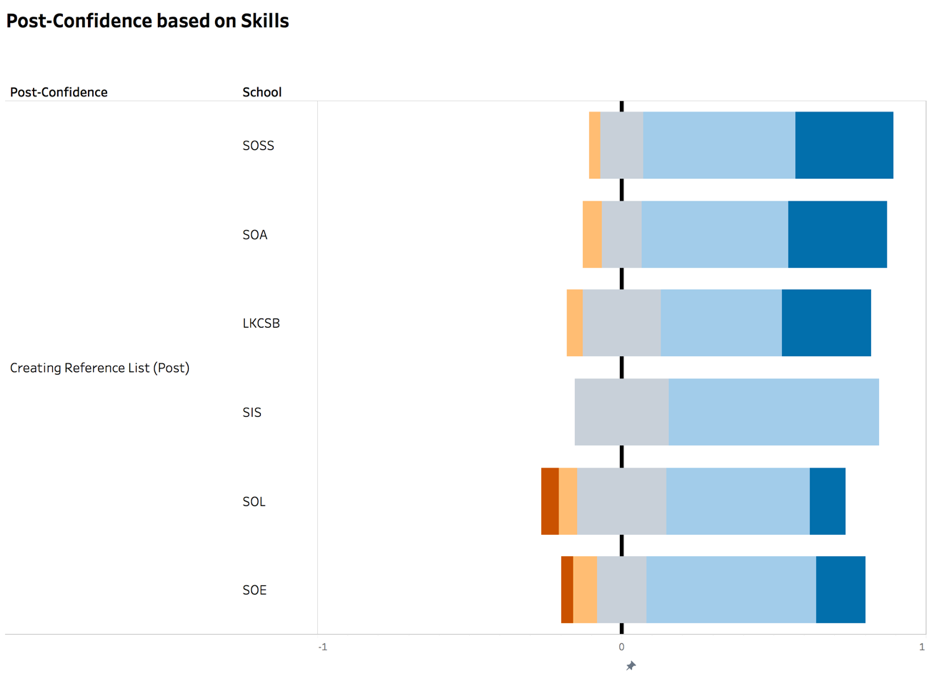 Post-Confidence based on Skills
Post-Confidence School
SOSS
SOA
LKCSB
Creating Reference List (Post)
SIS
SOL
SOE
-1 0 1